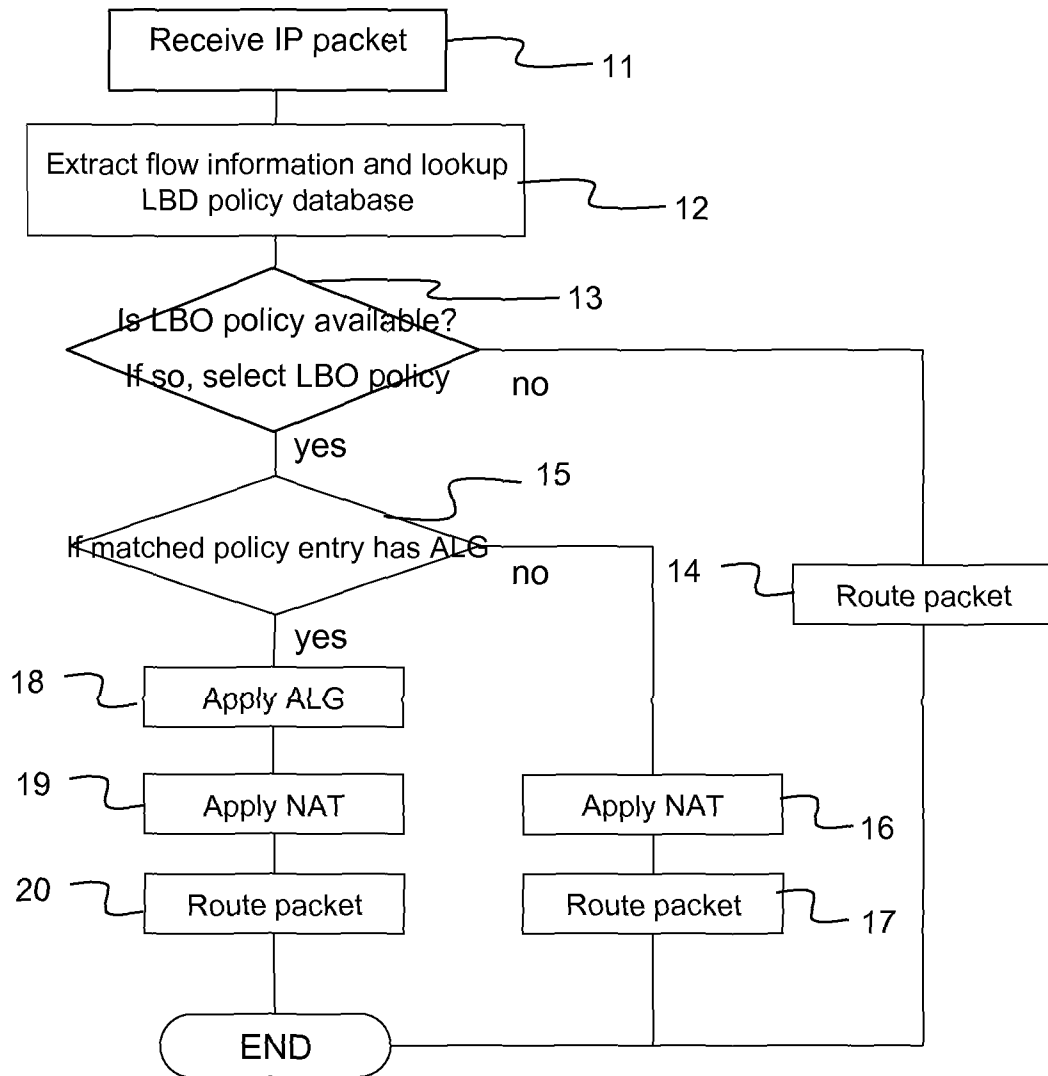 Receive IP packet
11
Extract flow information and lookup
LBD policy database
12
13
Is LBO policy available?
If so, select LBO policy
no
yes
15
If matched policy entry has ALG
no
14
Route packet
yes
18
Apply ALG
19
Apply NAT
Apply NAT
16
20
Route packet
Route packet
17
END